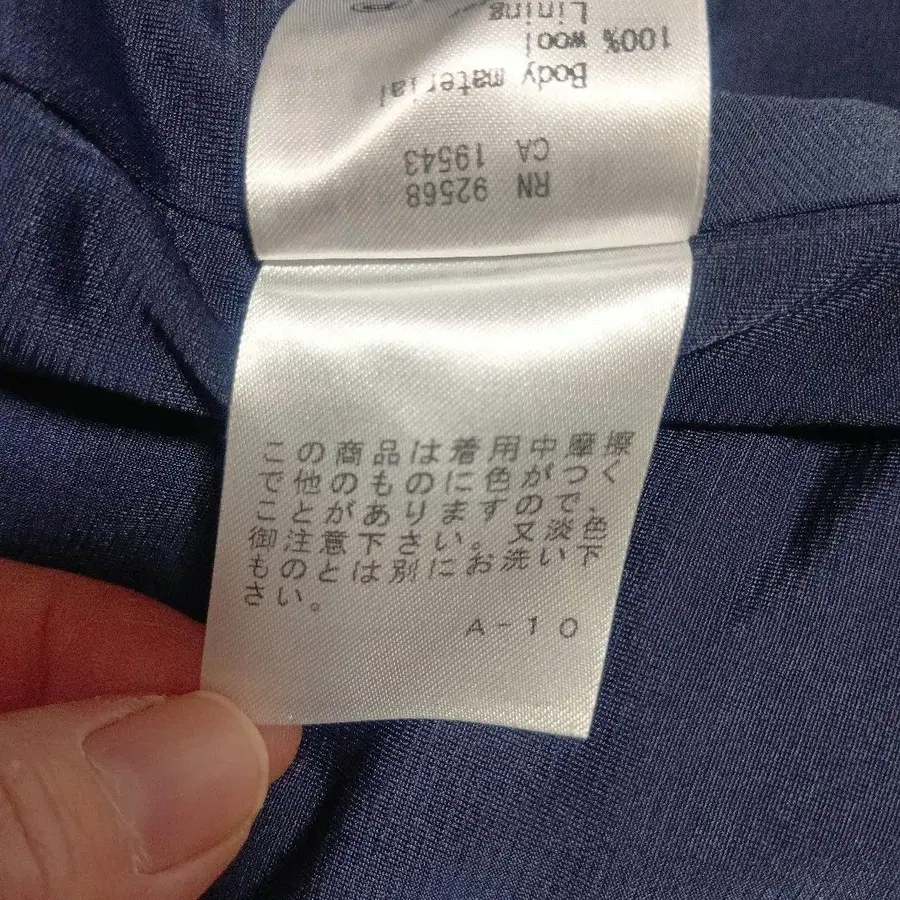 RN 92568
CA 19543
Body material
100% wool
Lining
この商品は着用中摩擦
で他のものに色がつく
ことがありますので、
御注意下さい。又淡色
ものとは別にお洗い下
さい。
A-10